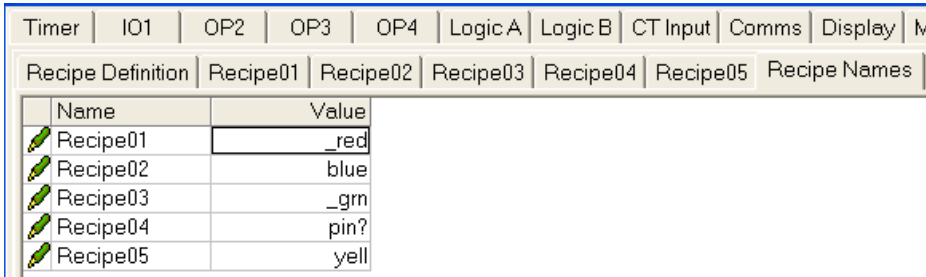 Timer IO1 OP2 OP3 OP4 Logic A Logic B CT Input Comms Display
Recipe Definition Recipe01 Recipe02 Recipe03 Recipe04 Recipe05 Recipe Names
Name Value
Recipe01 _red
Recipe02 blue
Recipe03 _grn
Recipe04 pin?
Recipe05 yell